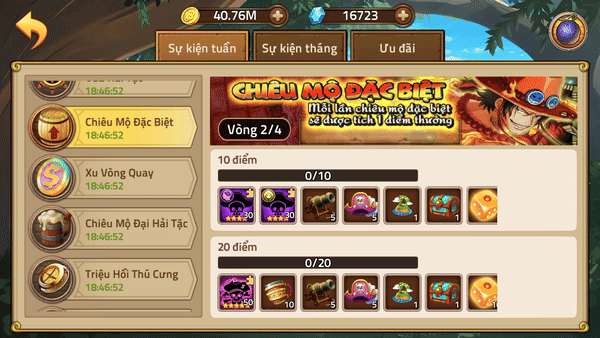 40.76M
16723
Sự kiện tuần
Sự kiện tháng
Ưu đãi
18:46:52
Chiêu Mộ Đặc Biệt
18:46:52
Xu Vòng Quay
18:46:52
Chiêu Mộ Đại Hải Tặc
18:46:52
Triệu Hồi Thú Cưng
18:46:52
CHIÊU MỘ ĐẶC BIỆT
Mỗi lần chiêu mộ đặc biệt
sẽ được tích 1 điểm thưởng
Vòng 2/4
10 điểm
0/10
30
30
5
5
1
1
20 điểm
0/20
50
10
5
5
1
1